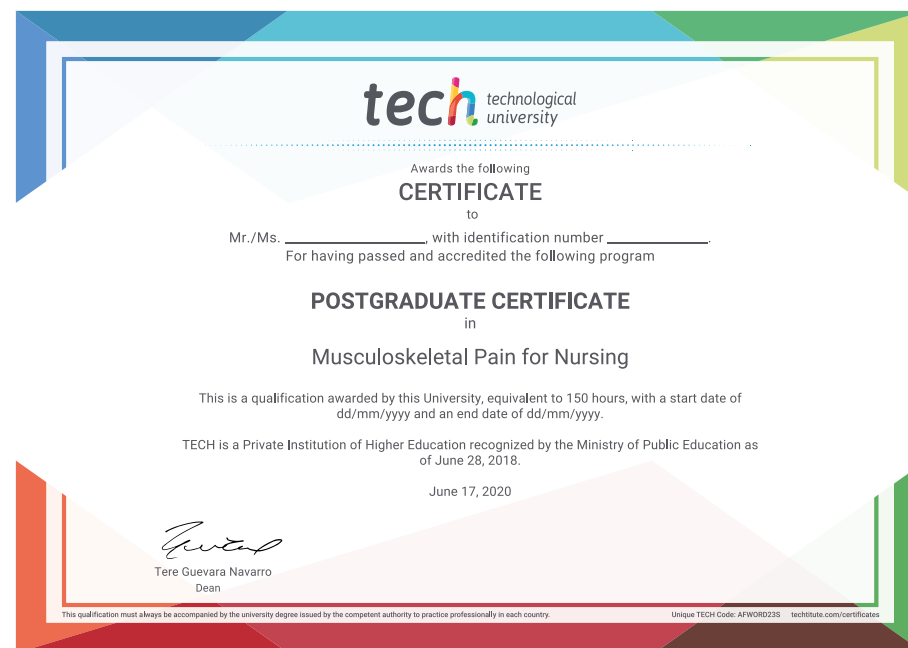 tech technological
university
Awards the following
CERTIFICATE
to
Mr./Ms. ____________________, with identification number ______________.
For having passed and accredited the following program
POSTGRADUATE CERTIFICATE
in
Musculoskeletal Pain for Nursing
This is a qualification awarded by this University, equivalent to 150 hours, with a start date of
dd/mm/yyyy and an end date of dd/mm/yyyy.
TECH is a Private Institution of Higher Education recognized by the Ministry of Public Education as
of June 28, 2018.
June 17, 2020
Tere Guevara Navarro
Dean
This qualification must always be accompanied by the university degree issued by the competent authority to practice professionally in each country. Unique TECH Code: AFWORD23S techtitute.com/certificates